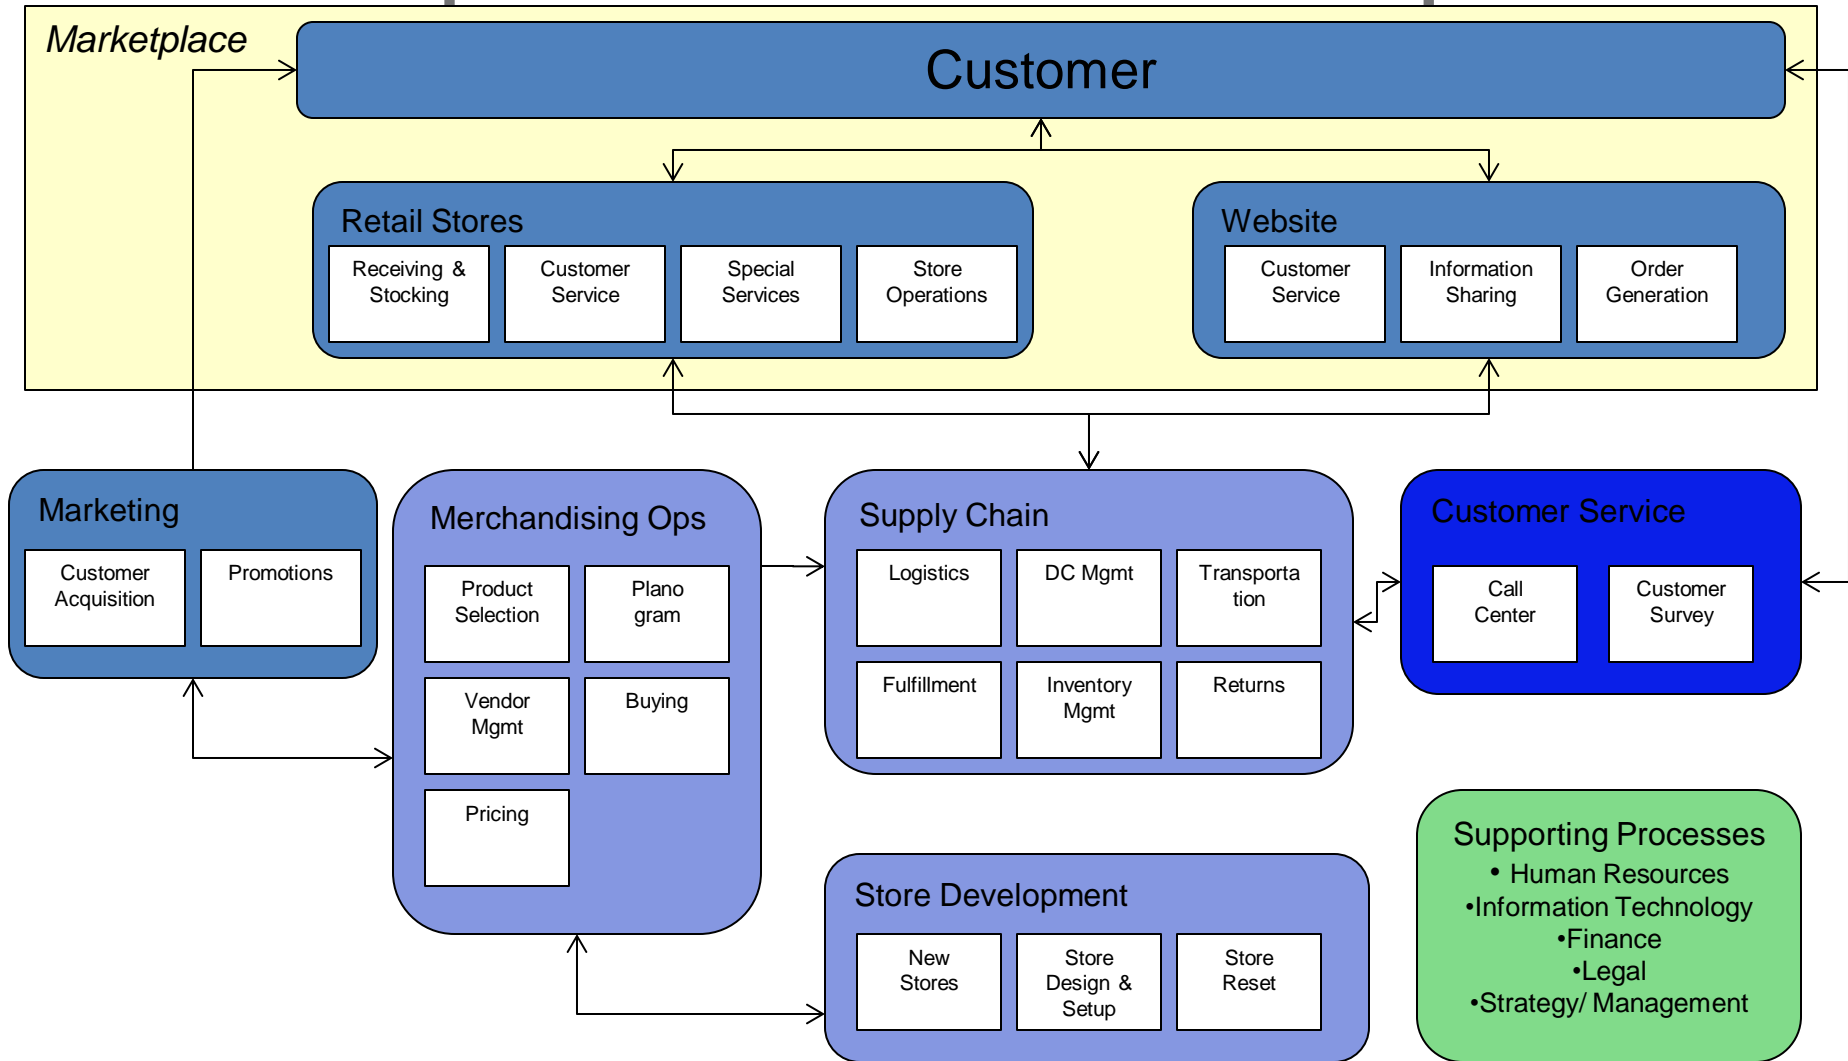 Marketplace
Customer
Retail Stores
Receiving &
Stocking
Customer
Service
Special
Services
Store
Operations
Website
Customer
Service
Information
Sharing
Order
Generation
Marketing
Customer
Acquisition
Promotions
Merchandising Ops
Product
Selection
Plano
gram
Vendor
Mgmt
Buying
Pricing
Supply Chain
Logistics
DC Mgmt
Transporta
tion
Fulfillment
Inventory
Mgmt
Returns
Customer Service
Call
Center
Customer
Survey
Store Development
New
Stores
Store
Design &
Setup
Store
Reset
Supporting Processes
• Human Resources
•Information Technology
•Finance
•Legal
•Strategy/ Management